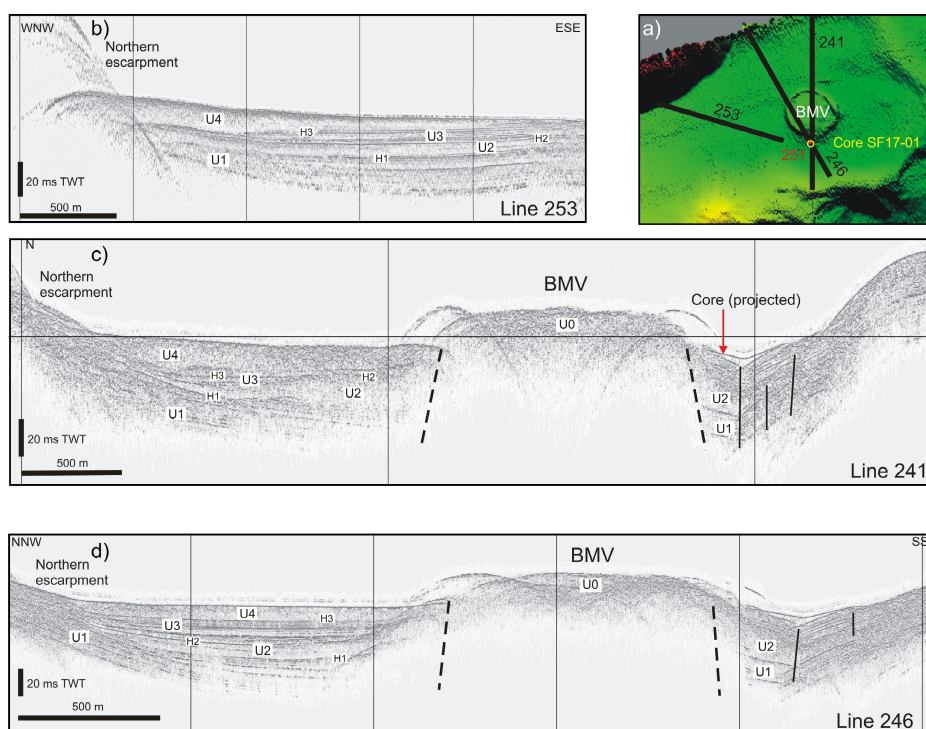 WNW
b)
ESE
Northern
escarpment
U4
H3
U3
H2
U2
U1
H1
20 ms TWT
500 m
Line 253
a)
241
BMV
253
Core SF17-01
251
246
N
c)
Northern
escarpment
BMV
Core (projected)
U0
U4
H3
U3
H2
U2
H1
U1
U2
U1
20 ms TWT
500 m
Line 241
NNW
d)
SS
Northern
escarpment
BMV
U0
U4
H3
U3
U1
H2
U2
H1
U2
U1
20 ms TWT
500 m
Line 246